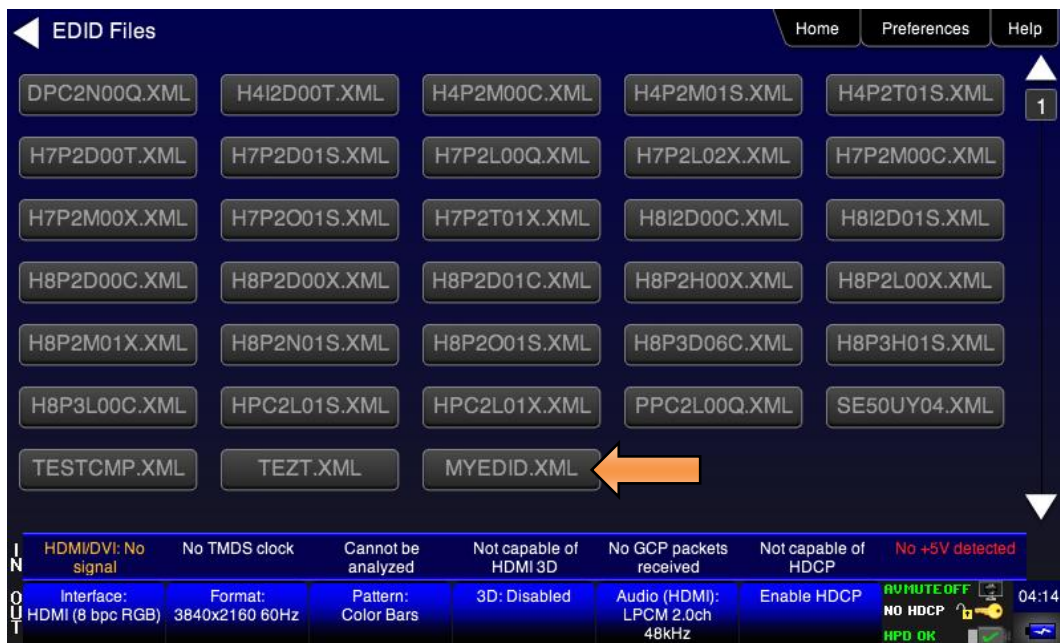 EDID Files
Home Preferences Help
DPC2N00Q.XML H4I2D00T.XML H4P2M00C.XML H4P2M01S.XML H4P2T01S.XML
1
H7P2D00T.XML H7P2D01S.XML H7P2L00Q.XML H7P2L02X.XML H7P2M00C.XML
H7P2M00X.XML H7P2O01S.XML H7P2T01X.XML H8I2D00C.XML H8I2D01S.XML
H8P2D00C.XML H8P2D00X.XML H8P2D01C.XML H8P2H00X.XML H8P2L00X.XML
H8P2M01X.XML H8P2N01S.XML H8P2O01S.XML H8P3D06C.XML H8P3H01S.XML
H8P3L00C.XML HPC2L01S.XML HPC2L01X.XML PPC2L00Q.XML SE50UY04.XML
TESTCMP.XML TEZT.XML MYEDID.XML
IN
HDMI/DVI: No
signal
No TMDS clock
Cannot be
analyzed
Not capable of
HDMI 3D
No GCP packets
received
Not capable of
HDCP
No +5V detected
OUT
Interface:
HDMI (8 bpc RGB)
Format:
3840x2160 60Hz
Pattern:
Color Bars
3D: Disabled
Audio (HDMI):
LPCM 2.0ch
48kHz
Enable HDCP
AVMUTEOFF
NO HDCP
HPD OK
04:14